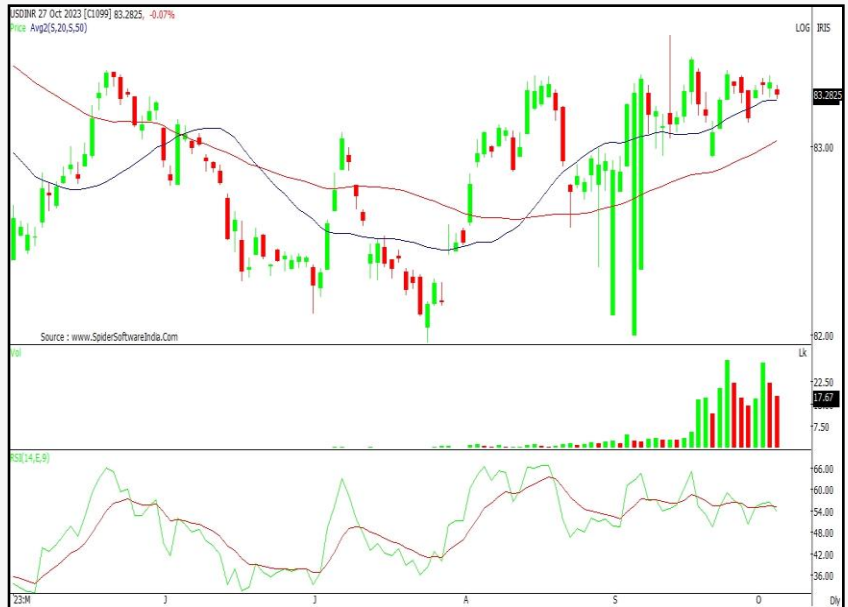 USDINR 27 Oct 2023 [C1099] 83.2825, -0.07%
Price Avg2(S,20,S,50)
LOG IRIS
83.2825
83.00
Source : www.SpiderSoftwareIndia.Com
82.00
Vol
Lk
22.50
17.67
7.50
RSI(14,E,9)
66.00
60.00
54.00
48.00
42.00
36.00
'23:M J J A S O Dly